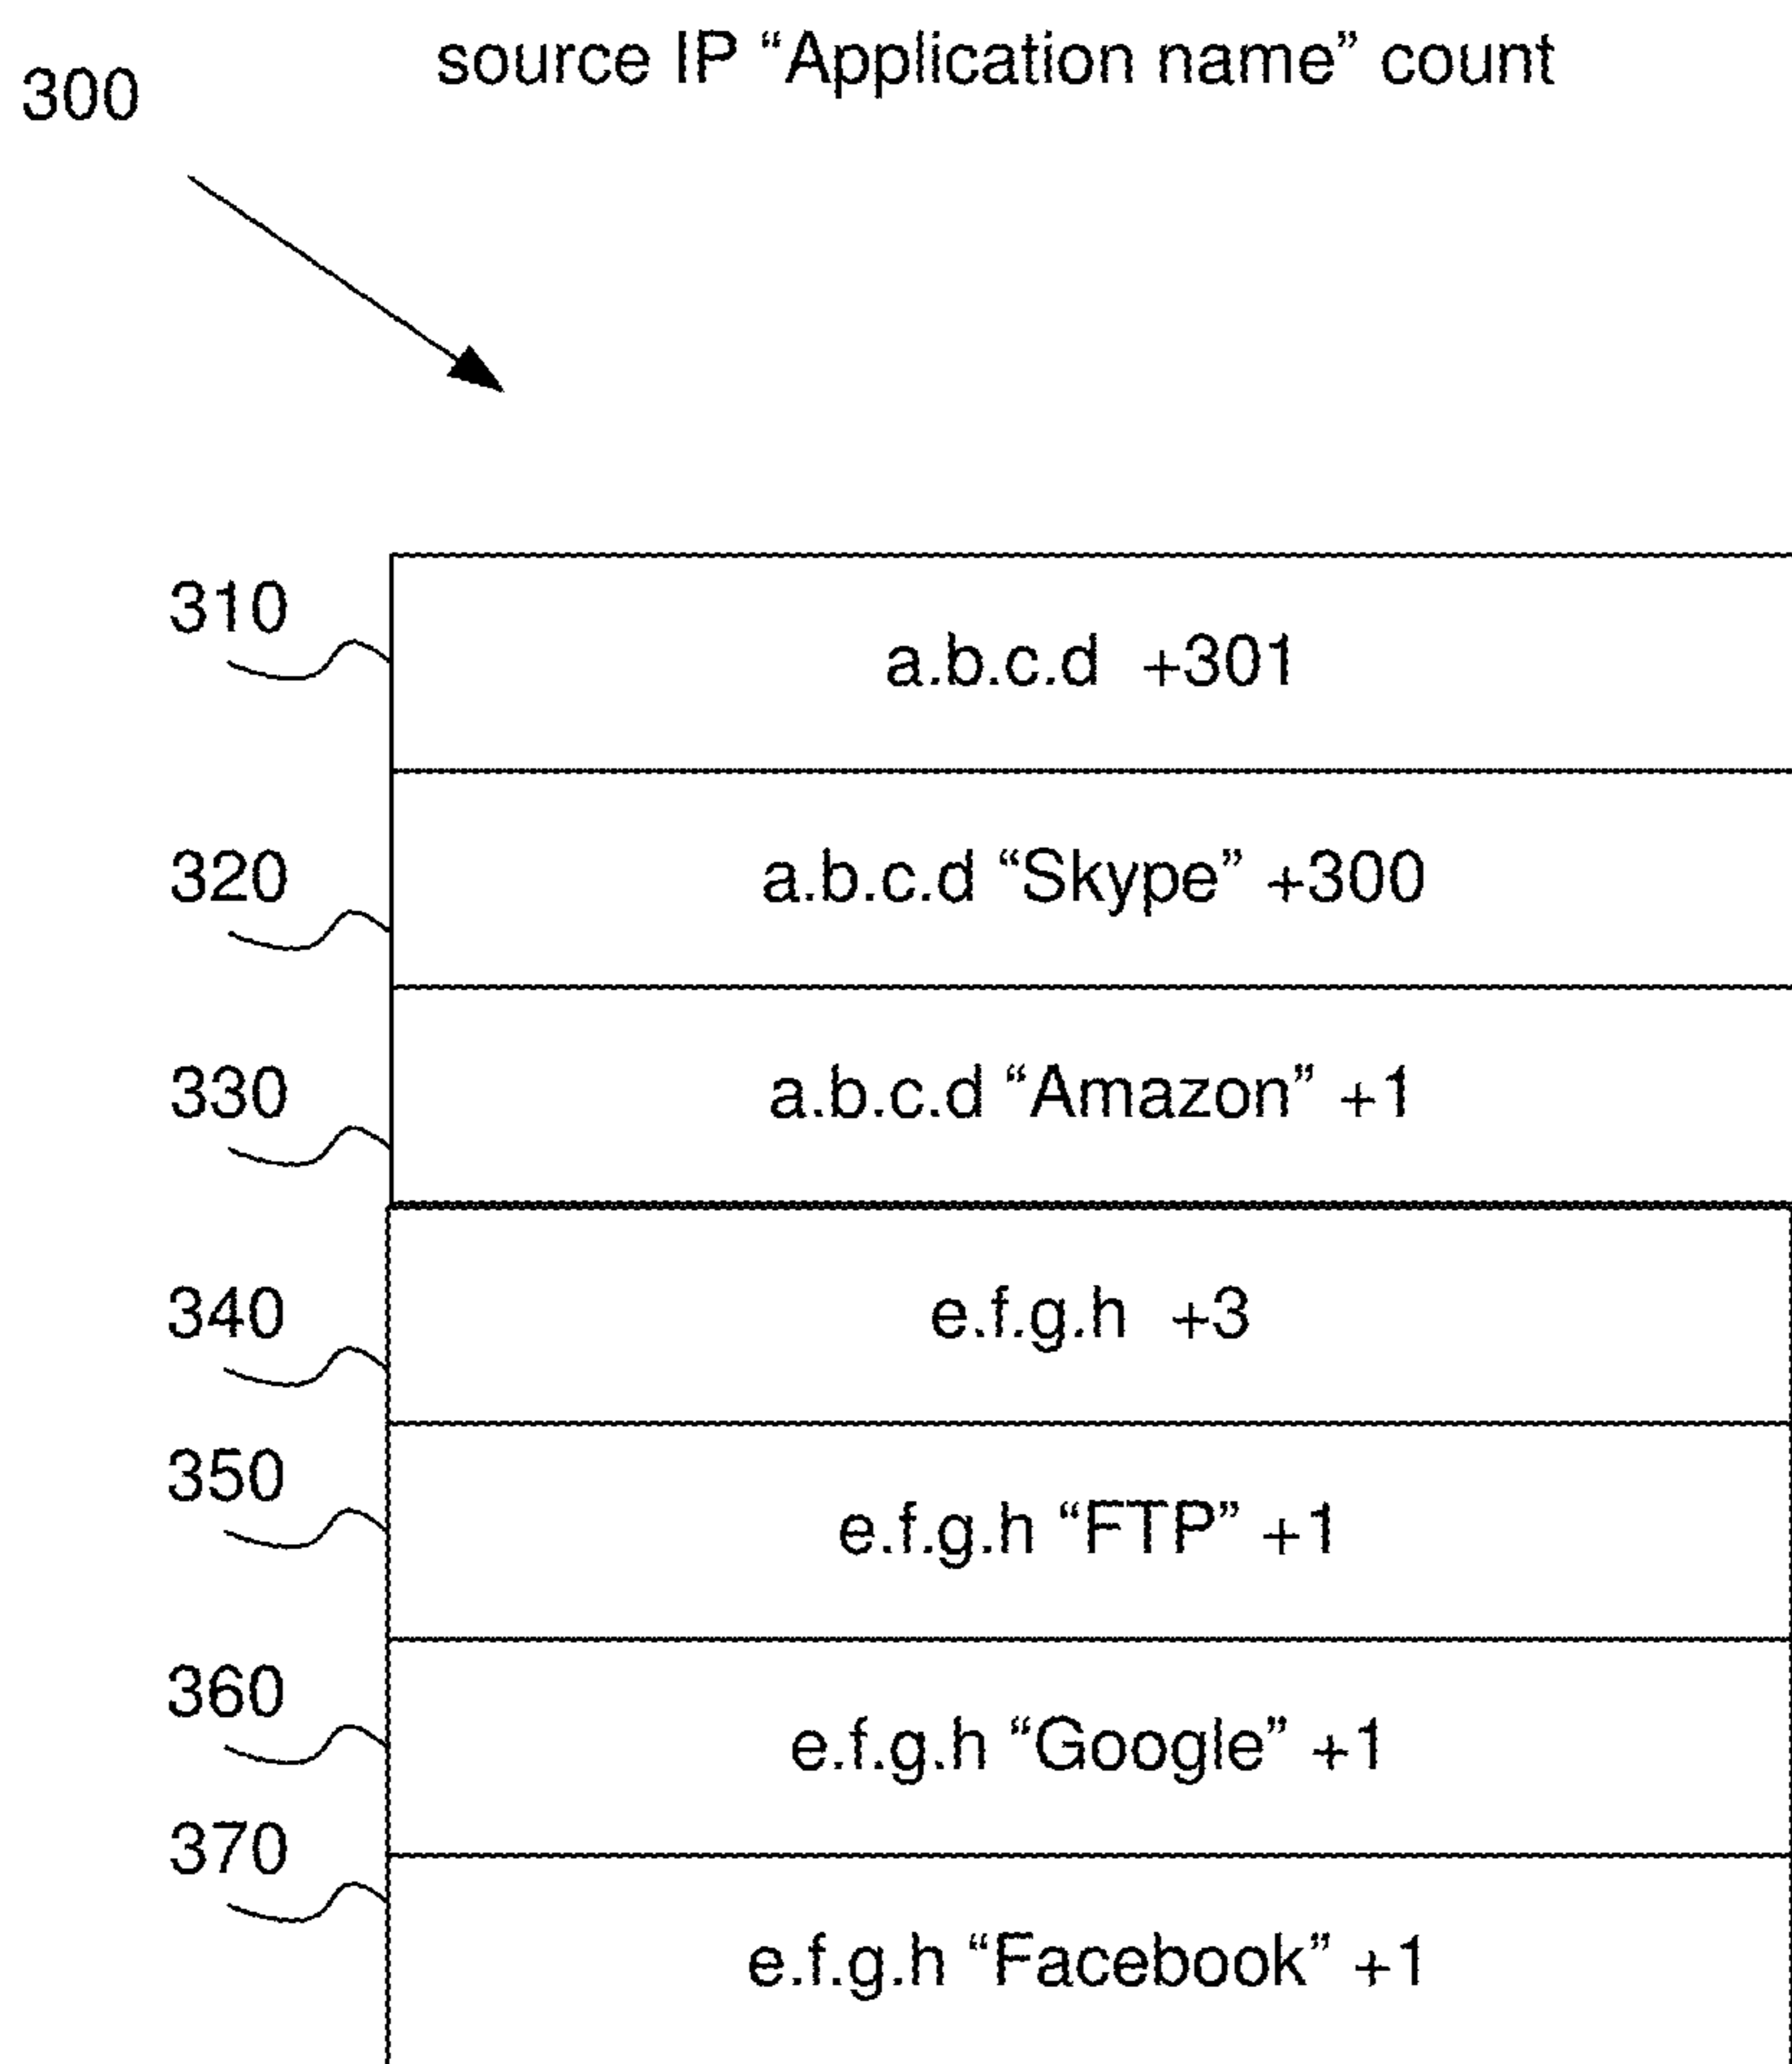 source IP “Application name” count
300
310
a.b.c.d +301
320
a.b.c.d “Skype” +300
330
a.b.c.d “Amazon” +1
340
e.f.g.h +3
350
e.f.g.h “FTP” +1
360
e.f.g.h “Google” +1
370
e.f.g.h “Facebook” +1